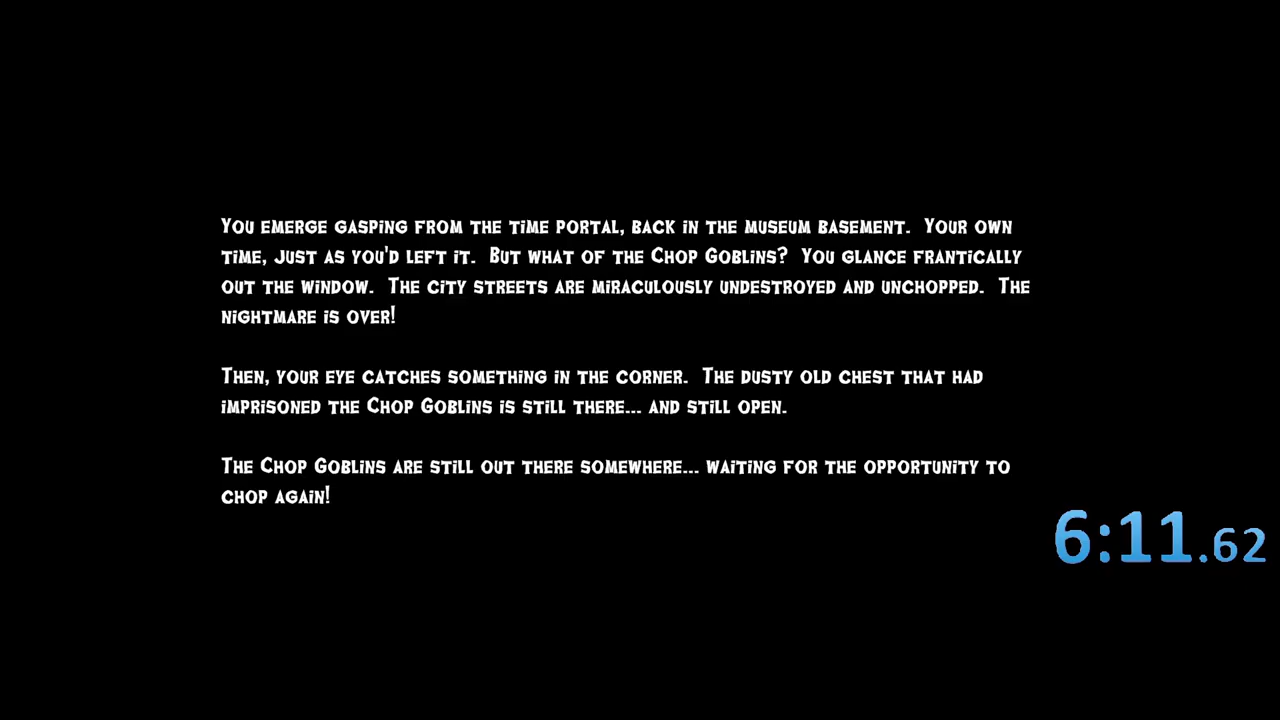 You emerge gasping from the time portal, back in the museum basement.  Your own
time, just as you'd left it.  But what of the Chop Goblins?  You glance frantically
out the window.  The city streets are miraculously undestroyed and unchopped.  The
nightmare is over!
Then, your eye catches something in the corner.  The dusty old chest that had
imprisoned the Chop Goblins is still there... and still open.
The Chop Goblins are still out there somewhere... waiting for the opportunity to
chop again!
6:11.62